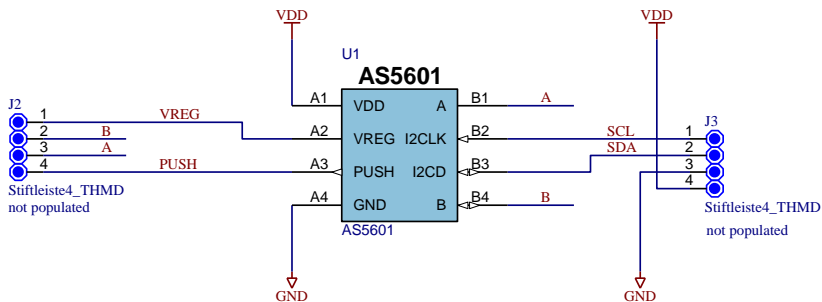 VDD
VDD
U1
AS5601
J2
A1
VDD
A
B1
A
1
VREG
J3
2
B
A2
VREG
I2CLK
B2
SCL
1
3
A
SDA
2
4
PUSH
A3
PUSH
I2CD
B3
3
4
Stiftleiste4_THMD
not populated
A4
GND
B
B4
B
Stiftleiste4_THMD
not populated
AS5601
GND
GND